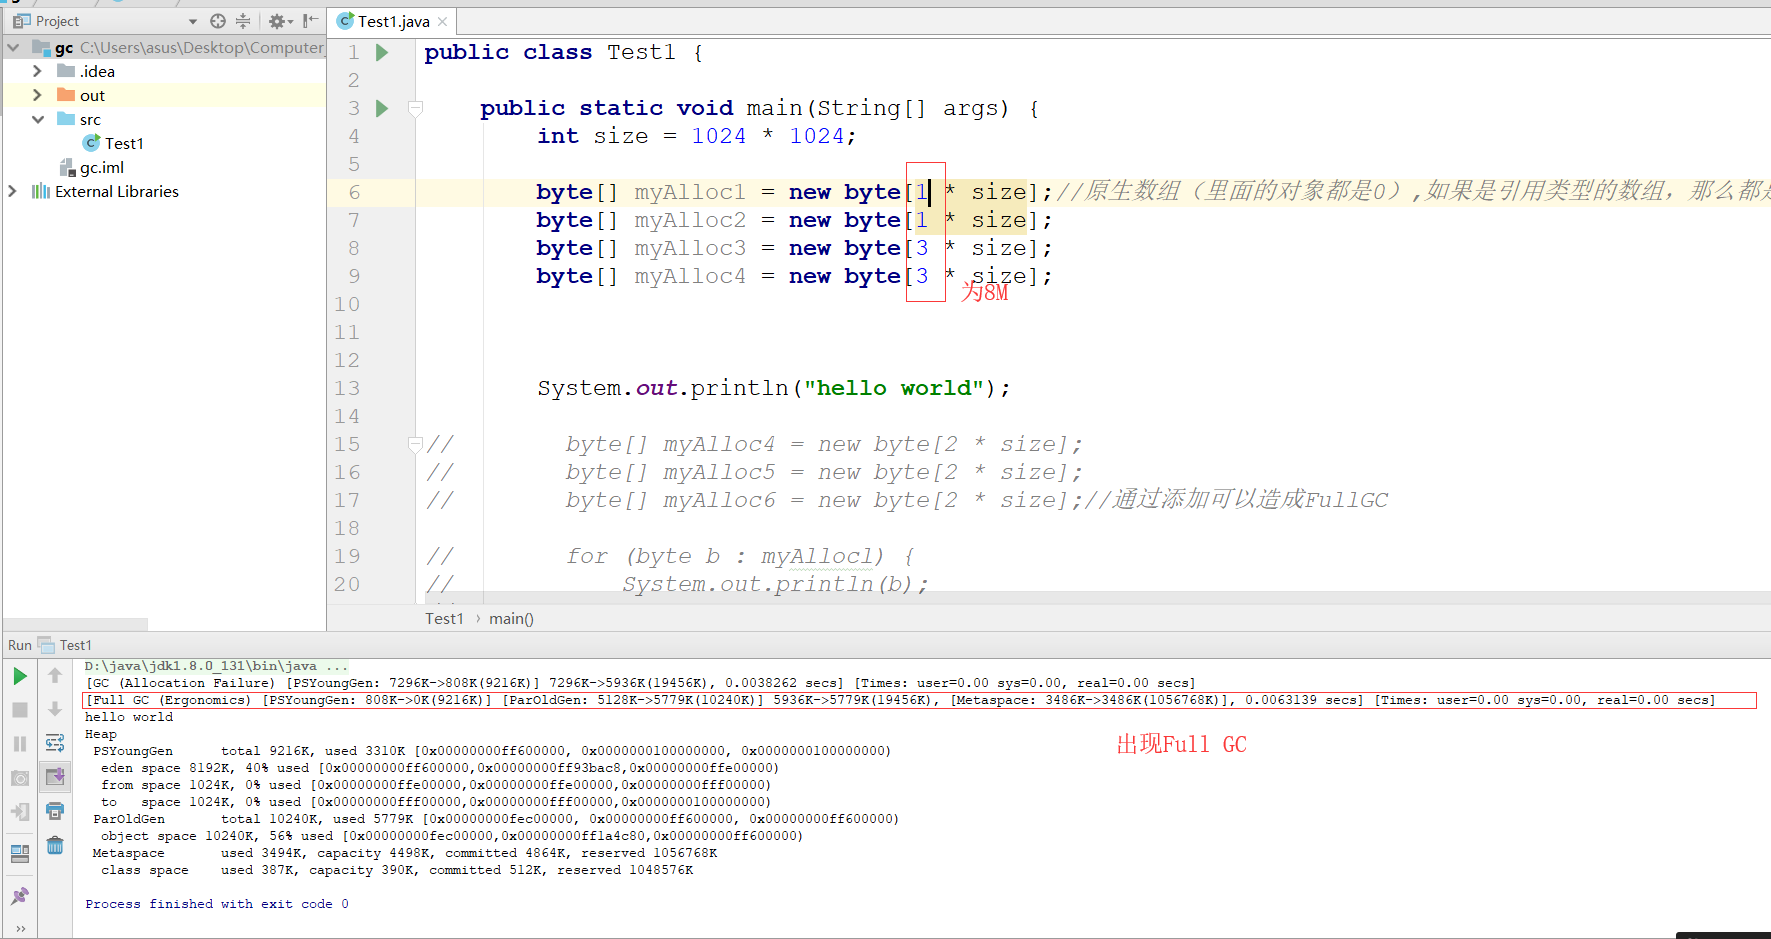 Project
Test1.java
gc C:\Users\asus\Desktop\Computer_
.idea
out
src
Test1
gc.iml
External Libraries
1 public class Test1 {
2
3 public static void main(String[] args) {
4 int size = 1024 * 1024;
5
6 byte[] myAlloc1 = new byte[1 * size];//原生数组（里面的对象都是0）,如果是引用类型的数组，那么都是
7 byte[] myAlloc2 = new byte[1 * size];
8 byte[] myAlloc3 = new byte[3 * size];
9 byte[] myAlloc4 = new byte[3 * size];
为8M
10
11
12
13 System.out.println("hello world");
14
15 // byte[] myAlloc4 = new byte[2 * size];
16 // byte[] myAlloc5 = new byte[2 * size];
17 // byte[] myAlloc6 = new byte[2 * size];//通过添加可以造成FullGC
18
19 // for (byte b : myAllocl) {
20 // System.out.println(b);
Test1 › main()
Run Test1
D:\java\jdk1.8.0_131\bin\java ...
[GC (Allocation Failure) [PSYoungGen: 7296K->808K(9216K)] 7296K->5936K(19456K), 0.0038262 secs] [Times: user=0.00 sys=0.00, real=0.00 secs]
[Full GC (Ergonomics) [PSYoungGen: 808K->0K(9216K)] [ParOldGen: 5128K->5779K(10240K)] 5936K->5779K(19456K), [Metaspace: 3486K->3486K(1056768K)], 0.0063139 secs] [Times: user=0.00 sys=0.00, real=0.00 secs]
hello world
Heap
PSYoungGen total 9216K, used 3310K [0x00000000ff600000, 0x0000000100000000, 0x0000000100000000)
eden space 8192K, 40% used [0x00000000ff600000,0x00000000ff93bac8,0x00000000ffe00000)
from space 1024K, 0% used [0x00000000ffe00000,0x00000000ffe00000,0x00000000fff00000)
to space 1024K, 0% used [0x00000000fff00000,0x00000000fff00000,0x0000000100000000)
ParOldGen total 10240K, used 5779K [0x00000000fec00000, 0x00000000ff600000, 0x00000000ff600000)
object space 10240K, 56% used [0x00000000fec00000,0x00000000ff1a4c80,0x00000000ff600000)
Metaspace used 3494K, capacity 4498K, committed 4864K, reserved 1056768K
class space used 387K, capacity 390K, committed 512K, reserved 1048576K
出现Full GC
Process finished with exit code 0